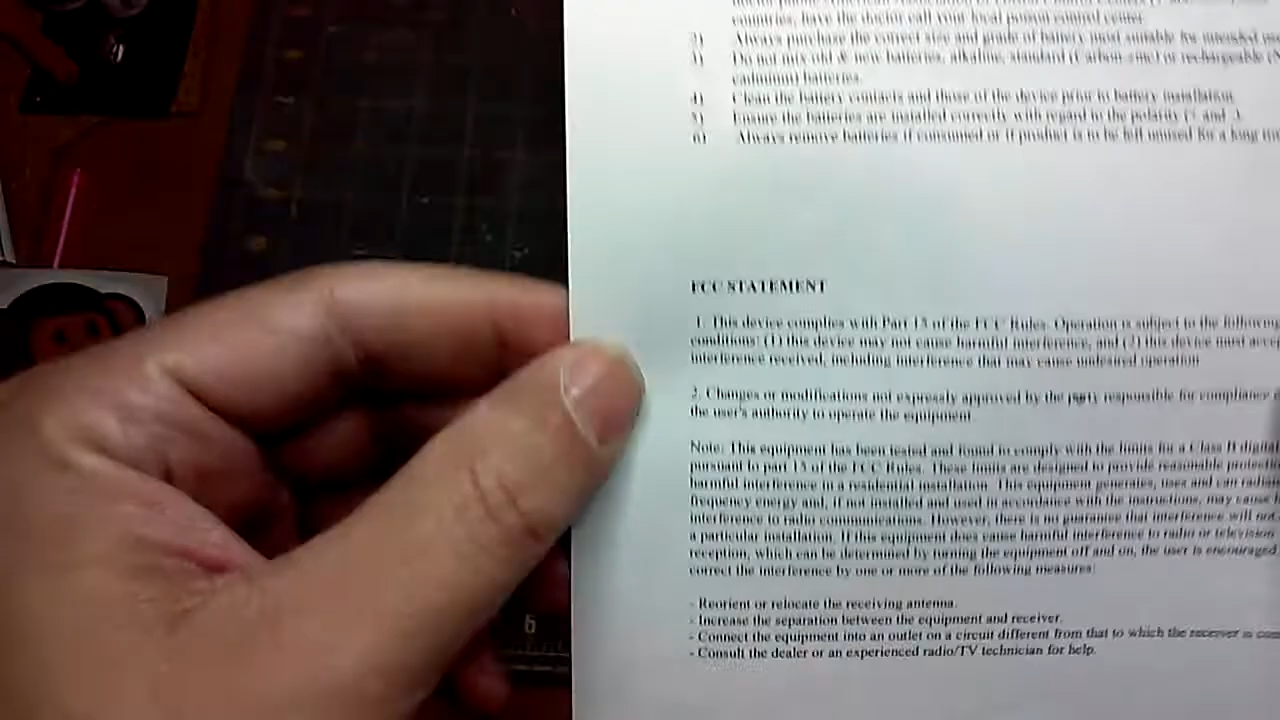 countries, have the doctor call your local poison control center.
2) Always purchase the correct size and grade of battery most suitable for intended
3) Do not mix old & new batteries, alkaline, standard (Carbon-zinc) or rechargeable
cadmium) batteries.
4) Clean the battery contacts and those of the device prior to battery installation.
5) Ensure the batteries are installed correctly with regard to the polarity (+ and
6) Always remove batteries if consumed or if product is to be left unused for a long
FCC STATEMENT
1. This device complies with Part 15 of the FCC Rules. Operation is subject to the following
conditions: (1) this device may not cause harmful interference, and (2) this device must
interference received, including interference that may cause undesired operation.
2. Changes or modifications not expressly approved by the party responsible for compliance
the user's authority to operate the equipment.
Note: This equipment has been tested and found to comply with the limits for a Class B digital
pursuant to part 15 of the FCC Rules. These limits are designed to provide reasonable
harmful interference in a residential installation. This equipment generates, uses and can
frequency energy and, if not installed and used in accordance with the instructions, may cause
interference to radio communications. However, there is no guarantee that interference will not
a particular installation. If this equipment does cause harmful interference to radio or television
reception, which can be determined by turning the equipment off and on, the user is encouraged
correct the interference by one or more of the following measures:
- Reorient or relocate the receiving antenna.
- Increase the separation between the equipment and receiver.
- Connect the equipment into an outlet on a circuit different from that to which the receiver is
- Consult the dealer or an experienced radio/TV technician for help.
6